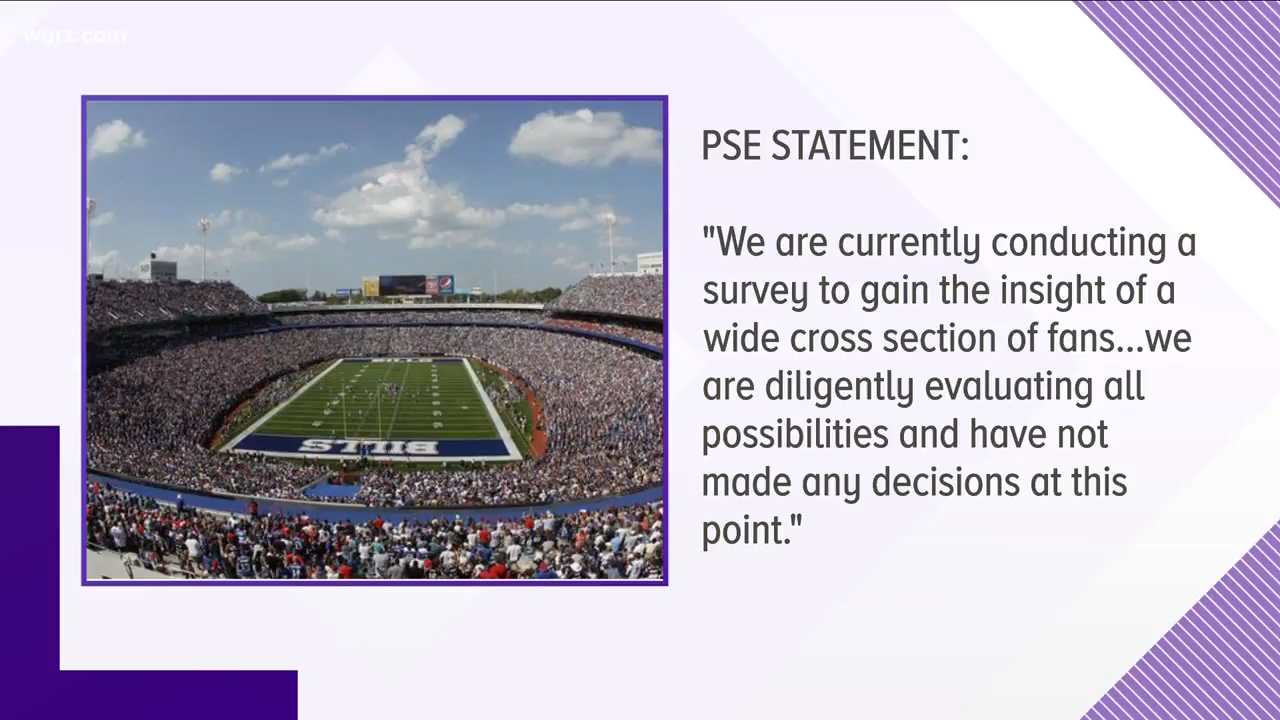 wgrz.com
PSE STATEMENT:
"We are currently conducting a
survey to gain the insight of a
wide cross section of fans...we
are diligently evaluating all
possibilities and have not
made any decisions at this
point."
BILLS
BILLS